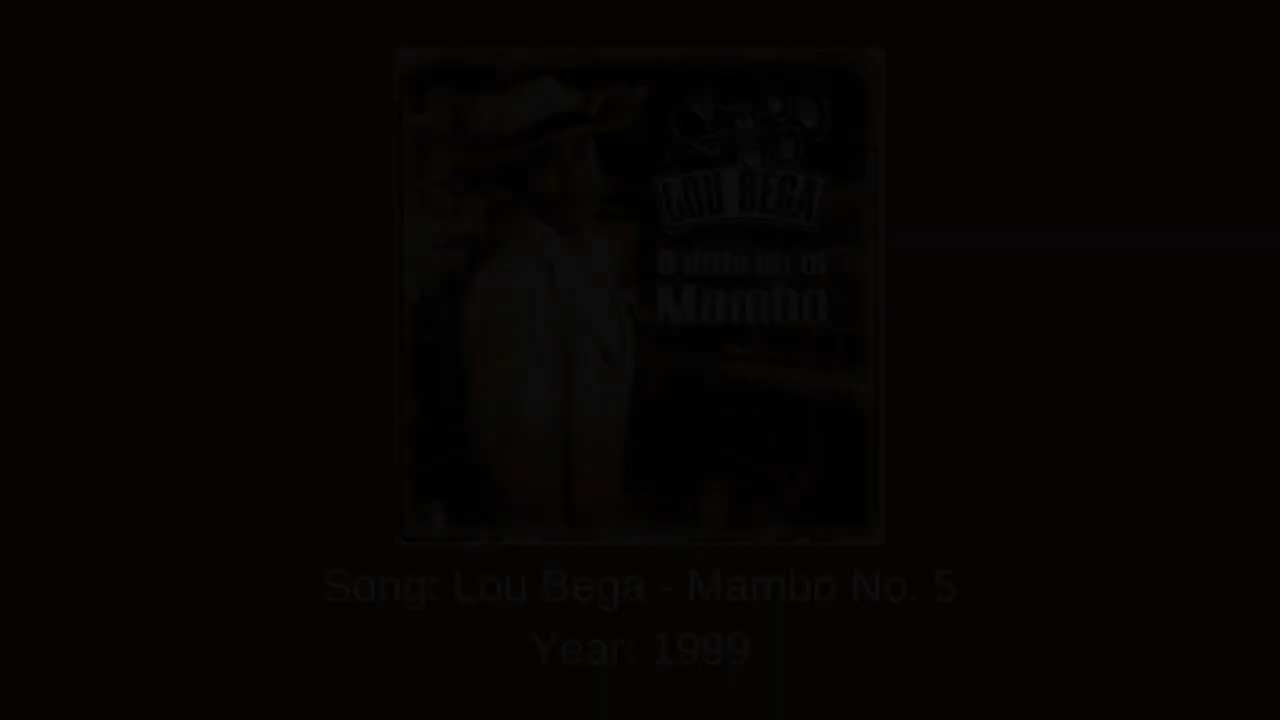 LOU BEGA
A little bit of
Mambo
Song: Lou Bega - Mambo No. 5
Year: 1999